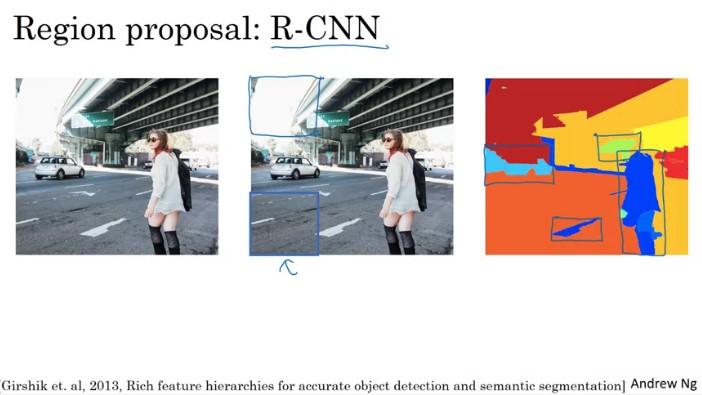 Region proposal: R-CNN
[Girshik et. al, 2013, Rich feature hierarchies for accurate object detection and semantic segmentation] Andrew Ng